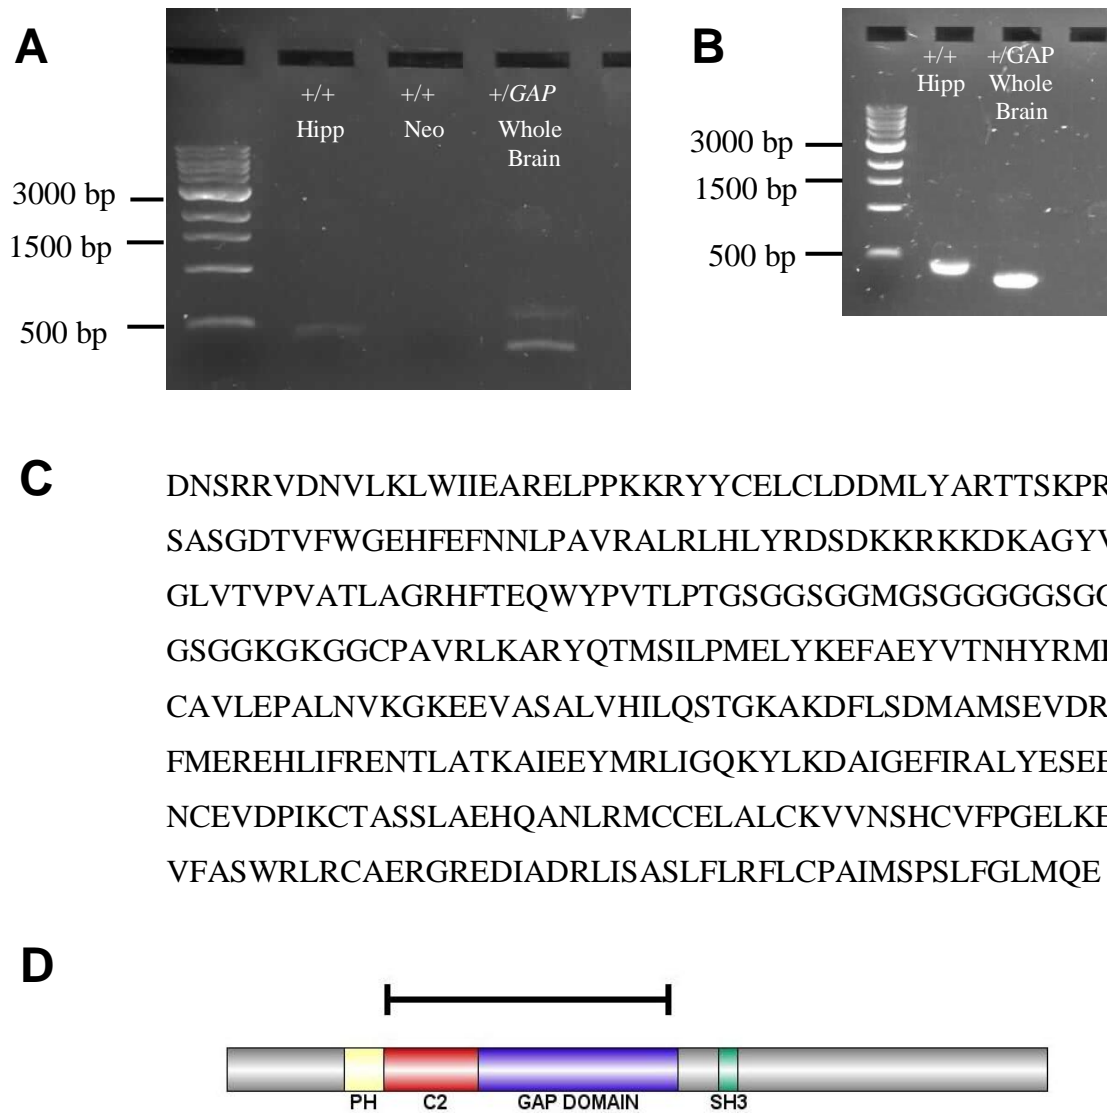 A
+/+ +/+ +/GAP
Hipp Neo Whole
Brain
3000 bp
1500 bp
500 bp
B
+/+ +/GAP
Hipp Whole
Brain
3000 bp
1500 bp
500 bp
C
DNSRRVDNVLKLWIIEARELPPKKRYYCELCLDDMLYARTTSKPR
SASGDTVFWGEHFEFNNLPAVRALRLHLYRDSDKKRKKDKAGYV
GLVTVPVATLAGRHFTEQWYPVTLPTGSGGSGGMGSGGGGGSGG
GSGGKGKGGCPAVRLKARYQTMSILPMELYKEFAEYVTNHYRM
CAVLEPALNVKGKEEVASALVHILQSTGKAKDFLSDMAMSEVDR
FMEREHLIFRENTLATKAIEEYMRLIGQKYLKDAIGEFIRALYESEE
NCEVDPIKCTASSLAEHQANLRMCCELALCKVVNSHCVFPGELKE
VFASWRLRCAERGREDIADRLISASLFLRFLCPAIMSPSLFGLMQE
D
PH C2 GAP DOMAIN SH3